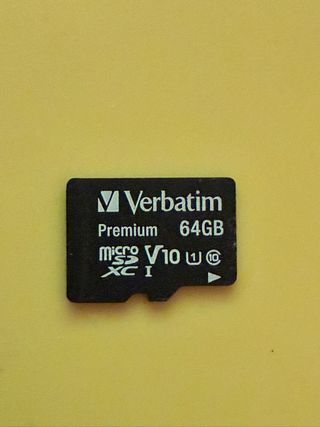 Verbatim
Premium 64GB
micro SD XC I V10 U1 10